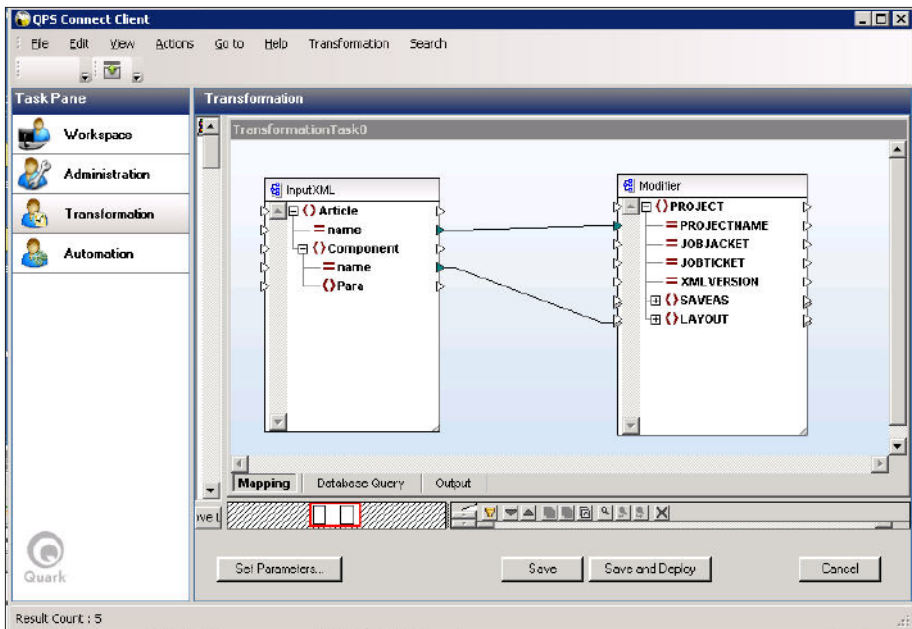 QPS Connect Client
File Edit View Actions Go to Help Transformation Search
Task Pane
Transformation
Workspace
Administration
Transformation
Automation
TransformationTask0
InputXML
Article
name
Component
name
Para
Modifier
PROJECT
PROJECTNAME
JOBJACKET
JOBTICKET
XMLVERSION
SAVEAS
LAYOUT
Mapping Database Query Output
Set Parameters... Save Save and Deploy Cancel
Quark
Result Count : 5